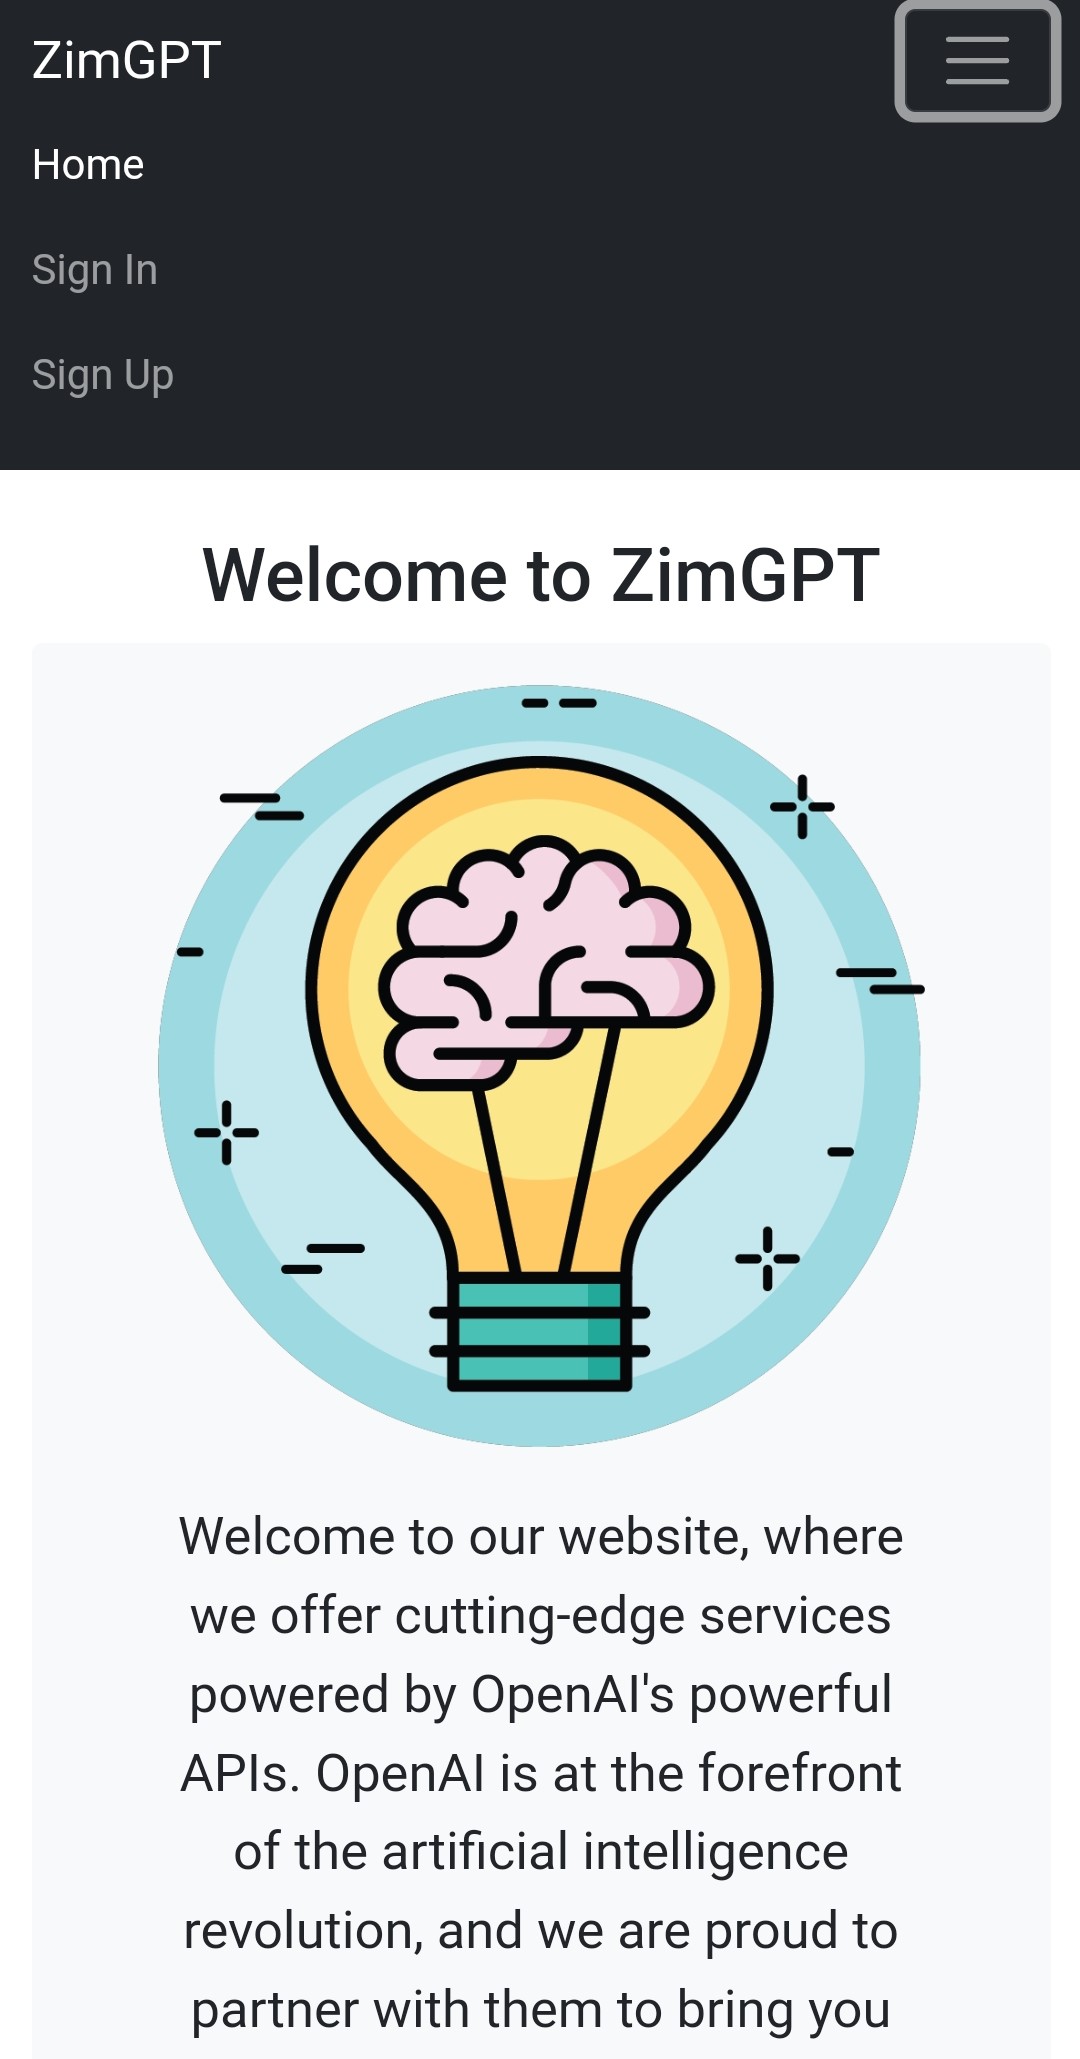 ZimGPT
Home
Sign In
Sign Up
Welcome to ZimGPT
Welcome to our website, where
we offer cutting-edge services
powered by OpenAI's powerful
APIs. OpenAI is at the forefront
of the artificial intelligence
revolution, and we are proud to
partner with them to bring you